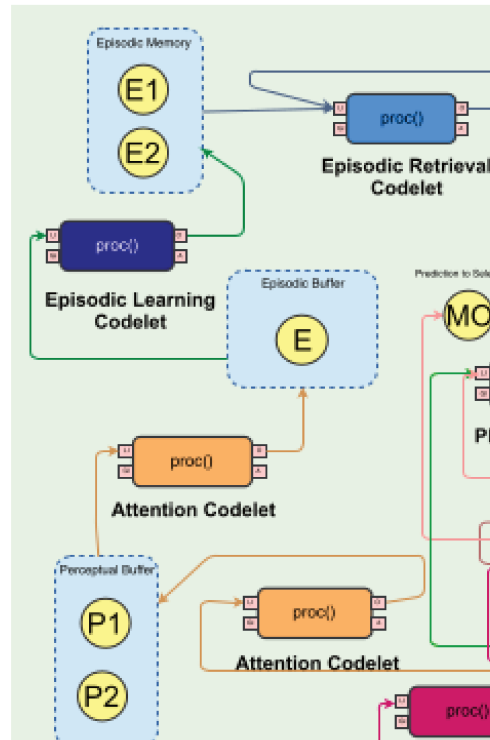 Episodic Memory
E1
E2
proc()
Episodic Retrieval
Codelet
proc()
Episodic Learning
Codelet
Episodic Buffer
E
Prediction to Sele
MO
proc()
Attention Codelet
Perceptual Buffer
P1
P2
proc()
Attention Codelet
proc()